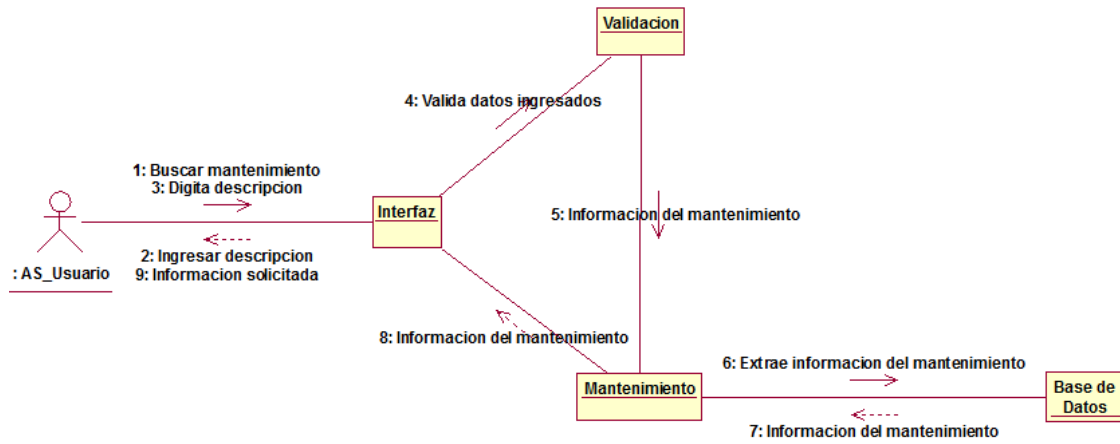 Validacion
4: Valida datos ingresados
1: Buscar mantenimiento
3: Digita descripcion
Interfaz
5: Informacion del mantenimiento
2: Ingresar descripcion
9: Informacion solicitada
: AS_Usuario
8: Informacion del mantenimiento
6: Extrae informacion del mantenimiento
Mantenimiento
Base de
Datos
7: Informacion del mantenimiento